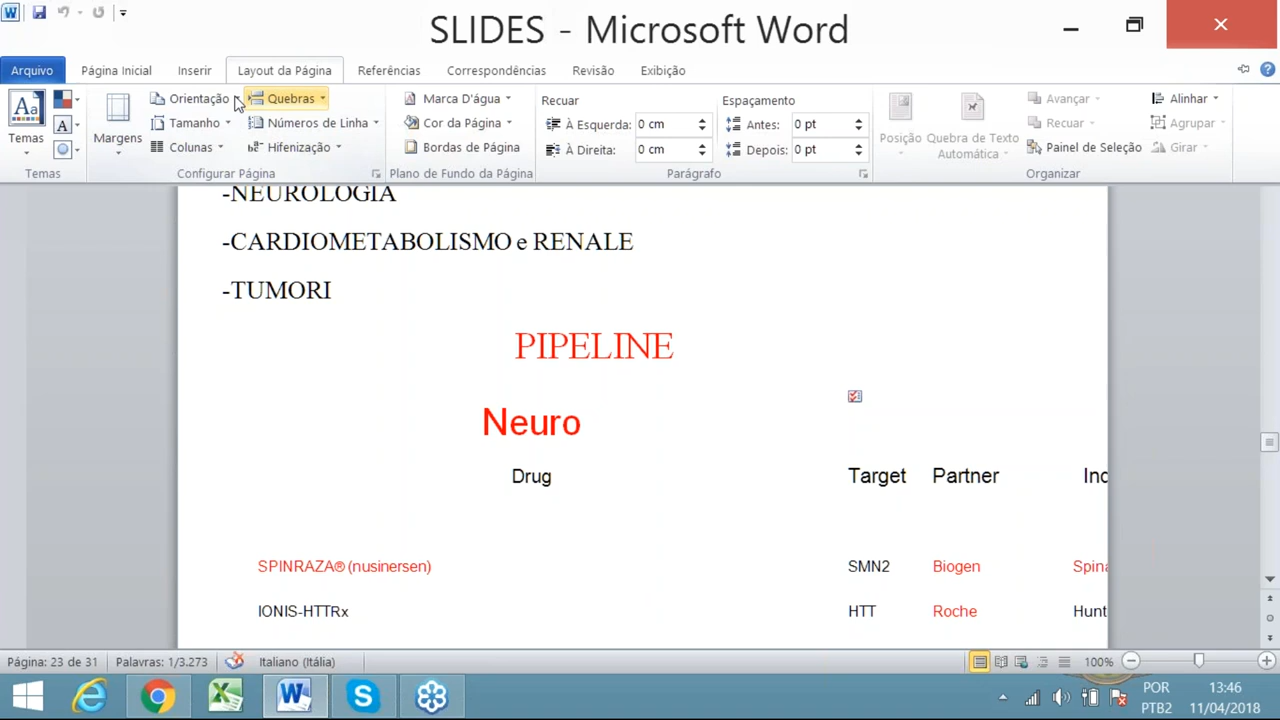 SLIDES - Microsoft Word
Arquivo Página Inicial Inserir Layout da Página Referências Correspondências Revisão Exibição
Aa Orientação Quebras Marca D'água Recuar Espaçamento Avançar Alinhar
A Tamanho Números de Linha Cor da Página À Esquerda: 0 cm Antes: 0 pt Recuar Agrupar
Temas Margens Colunas Hifenização Bordas de Página À Direita: 0 cm Depois: 0 pt Posição Quebra de Texto Automática Painel de Seleção Girar
Temas Configurar Página Plano de Fundo da Página Parágrafo Organizar
-NEUROLOGIA
-CARDIOMETABOLISMO e RENALE
-TUMORI
PIPELINE
Neuro
Drug Target Partner Inc
SPINRAZA® (nusinersen) SMN2 Biogen Spina
IONIS-HTTRx HTT Roche Hunt
Página: 23 de 31 Palavras: 1/3.273 Italiano (Itália) 100%
POR 13:46
PTB2 11/04/2018